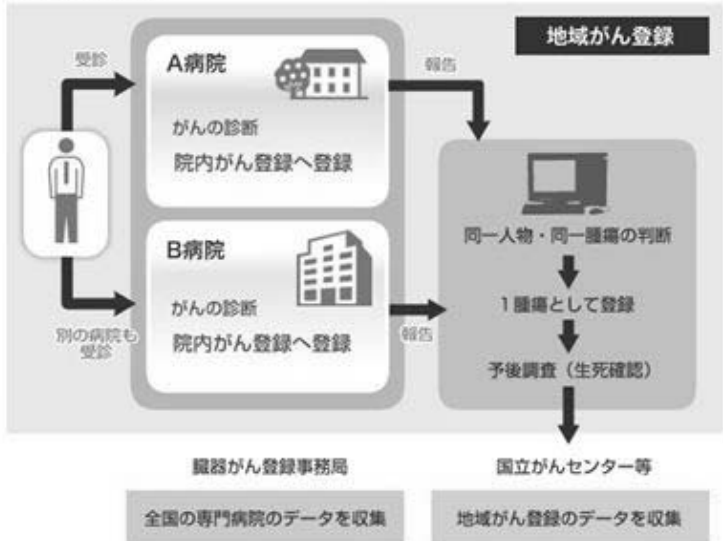 地域がん登録
受診
A病院
がんの診断
院内がん登録へ登録
報告
B病院
がんの診断
院内がん登録へ登録
別の病院も
受診
報告
同一人物・同一腫瘍の判断
1腫瘍として登録
予後調査（生死確認）
臓器がん登録事務局
全国の専門病院のデータを収集
国立がんセンター等
地域がん登録のデータを収集